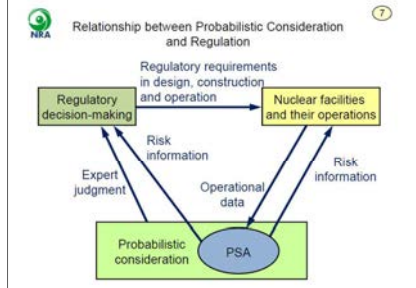 NRA
Relationship between Probabilistic Consideration
and Regulation
7
Regulatory requirements
in design, construction
and operation
Regulatory
decision-making
Nuclear facilities
and their operations
Risk
information
Expert
judgment
Operational
data
Risk
information
Probabilistic
consideration
PSA